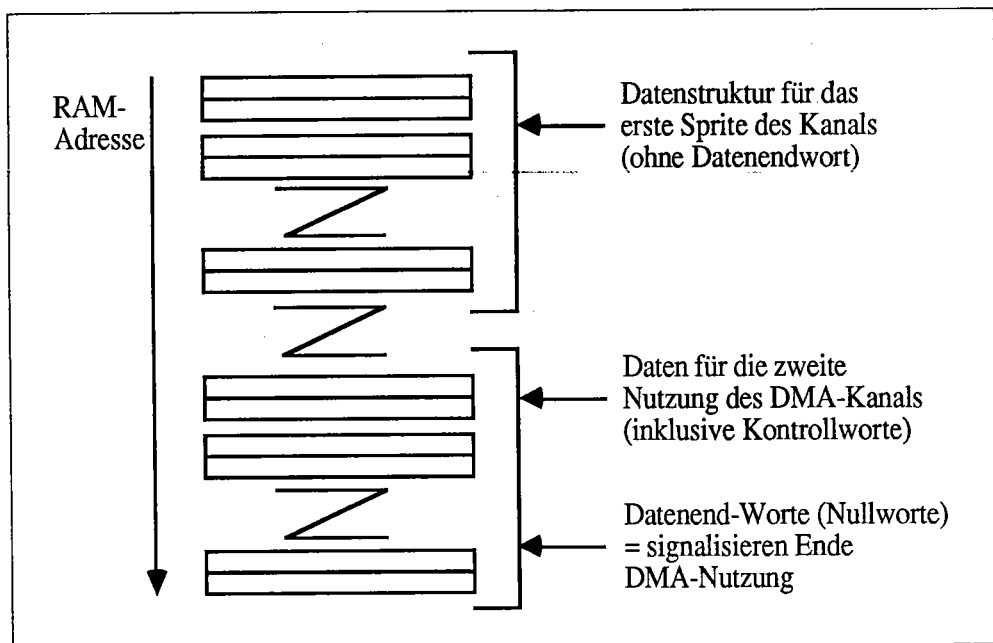 RAM-
Adresse
Datenstruktur für das
erste Sprite des Kanals
(ohne Datenendwort)
Daten für die zweite
Nutzung des DMA-Kanals
(inklusive Kontrollworte)
Datenend-Worte (Nullworte)
= signalisieren Ende
DMA-Nutzung